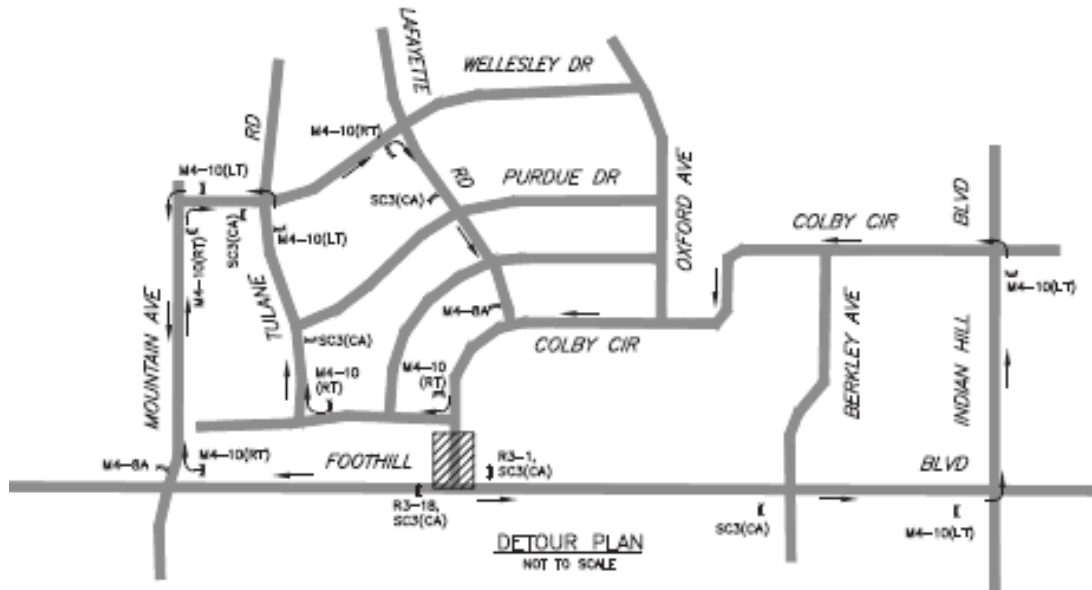 LAFAYETTE
WELLESLEY DR
M4-10(RT)
RD
M4-10(LT)
RD
PURDUE DR
SC3(CA)
OXFORD AVE
COLBY CIR
BLVD
SC3(CA)
M4-10(LT)
M4-10(RT)
TULANE
MOUNTAIN AVE
M4-8A
M4-10(LT)
SC3(CA)
COLBY CIR
BERKLEY AVE
INDIAN HILL
M4-10
(RT)
M4-10
(RT)
M4-8A
M4-10(RT)
FOOTHILL
R3-1,
SC3(CA)
BLVD
R3-18,
SC3(CA)
SC3(CA)
M4-10(LT)
DETOUR PLAN
NOT TO SCALE